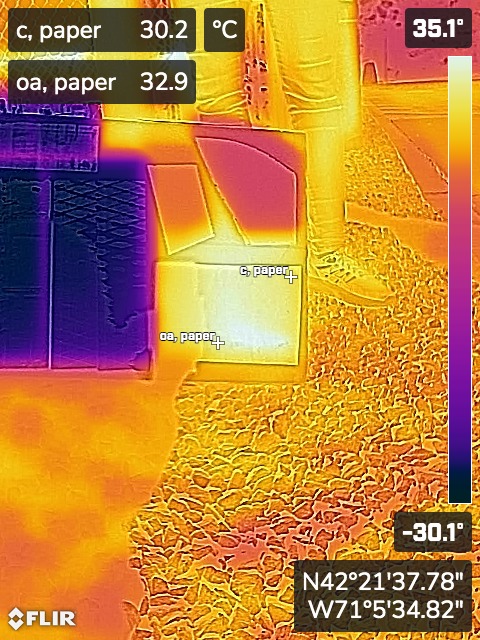 c, paper 30.2 °C
35.1°
oa, paper 32.9
c, paper
oa, paper
-30.1°
N42°21'37.78"
W71°5'34.82"
FLIR